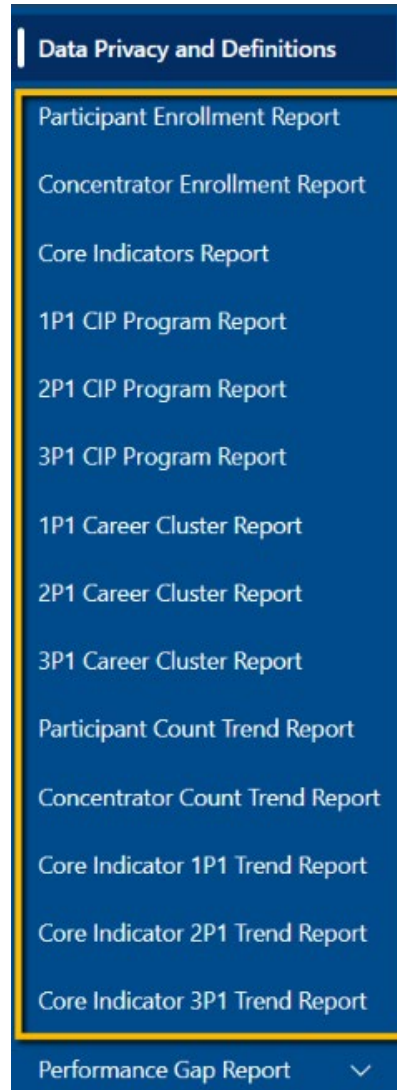 Data Privacy and Definitions
Participant Enrollment Report
Concentrator Enrollment Report
Core Indicators Report
1P1 CIP Program Report
2P1 CIP Program Report
3P1 CIP Program Report
1P1 Career Cluster Report
2P1 Career Cluster Report
3P1 Career Cluster Report
Participant Count Trend Report
Concentrator Count Trend Report
Core Indicator 1P1 Trend Report
Core Indicator 2P1 Trend Report
Core Indicator 3P1 Trend Report
Performance Gap Report